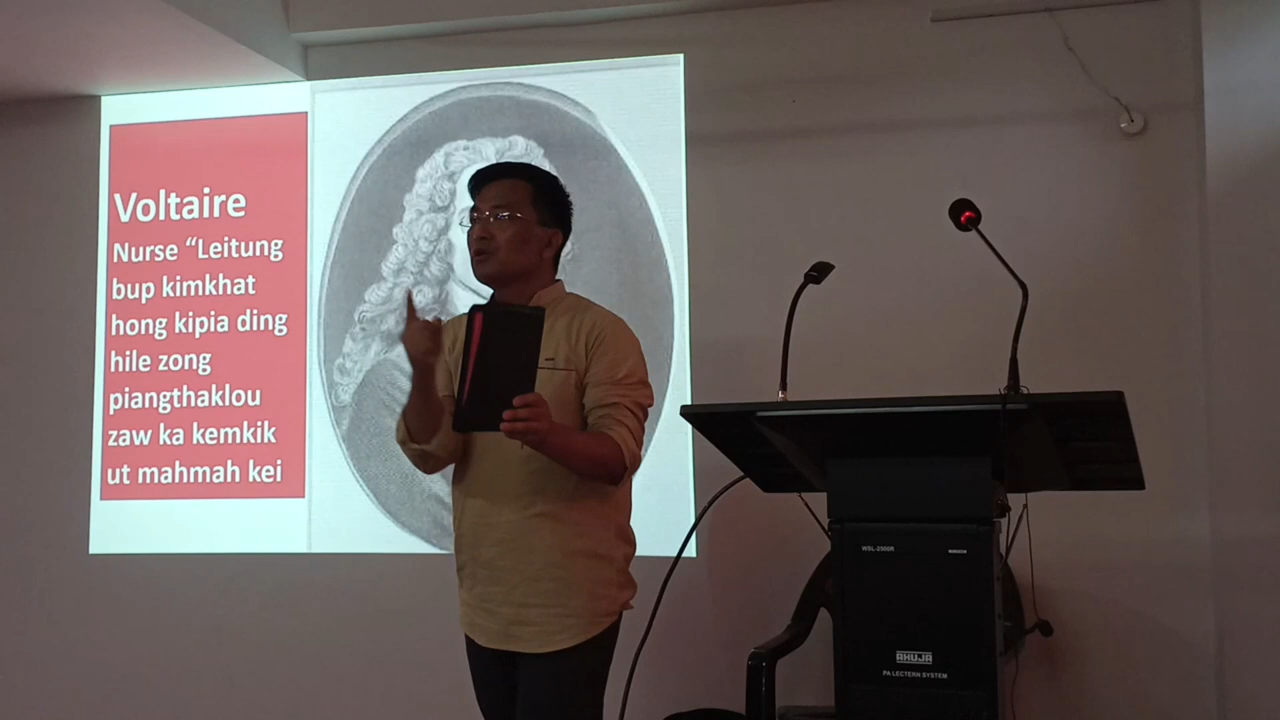 Voltaire
Nurse “Leitung
bup kimkhat
hong kipia ding
hile zong
piangthaklou
zaw ka kemkik
ut mahmah kei
WSL-2500R
AHUJA
PA LECTERN SYSTEM